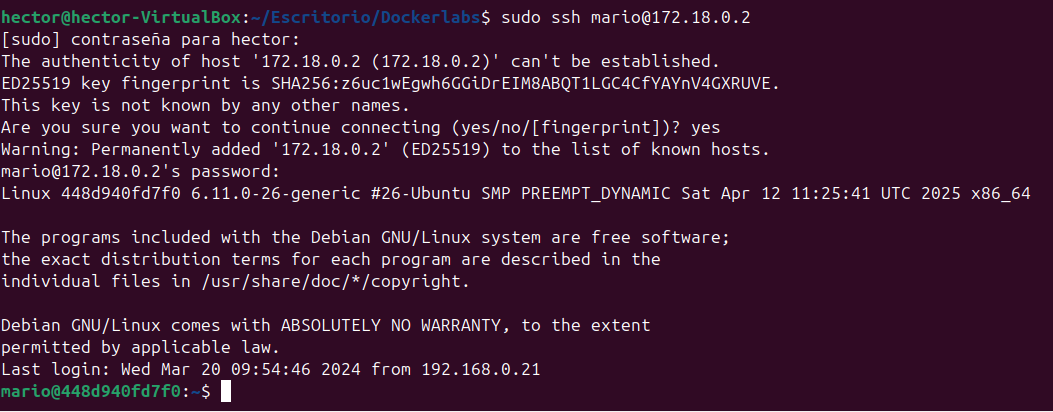 hector@hector-VirtualBox:~/Escritorio/Dockerlabs$ sudo ssh mario@172.18.0.2
[sudo] contraseña para hector:
The authenticity of host '172.18.0.2 (172.18.0.2)' can't be established.
ED25519 key fingerprint is SHA256:z6uc1wEgwh6GGiDrEIM8ABQT1LGC4CfYAYnV4GXRUVE.
This key is not known by any other names.
Are you sure you want to continue connecting (yes/no/[fingerprint])? yes
Warning: Permanently added '172.18.0.2' (ED25519) to the list of known hosts.
mario@172.18.0.2's password:
Linux 448d940fd7f0 6.11.0-26-generic #26-Ubuntu SMP PREEMPT_DYNAMIC Sat Apr 12 11:25:41 UTC 2025 x86_64

The programs included with the Debian GNU/Linux system are free software;
the exact distribution terms for each program are described in the
individual files in /usr/share/doc/*/copyright.

Debian GNU/Linux comes with ABSOLUTELY NO WARRANTY, to the extent
permitted by applicable law.
Last login: Wed Mar 20 09:54:46 2024 from 192.168.0.21
mario@448d940fd7f0:~$